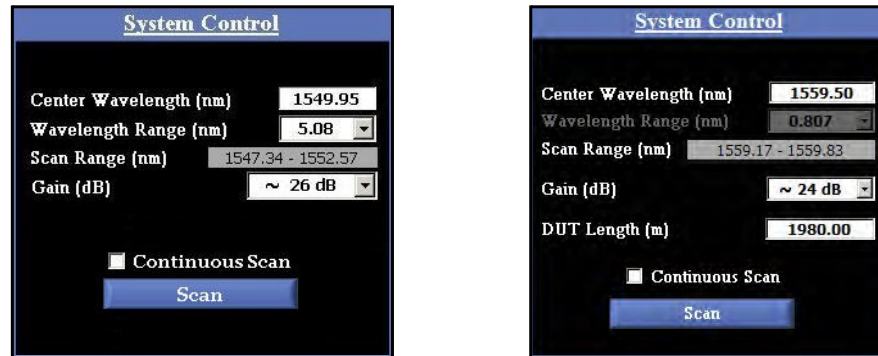 System Control
Center Wavelength (nm) 1549.95
Wavelength Range (nm) 5.08
Scan Range (nm) 1547.34 - 1552.57
Gain (dB) ~ 26 dB
Continuous Scan
Scan
System Control
Center Wavelength (nm) 1559.50
Wavelength Range (nm) 0.807
Scan Range (nm) 1559.17 - 1559.83
Gain (dB) ~ 24 dB
DUT Length (m) 1980.00
Continuous Scan
Scan